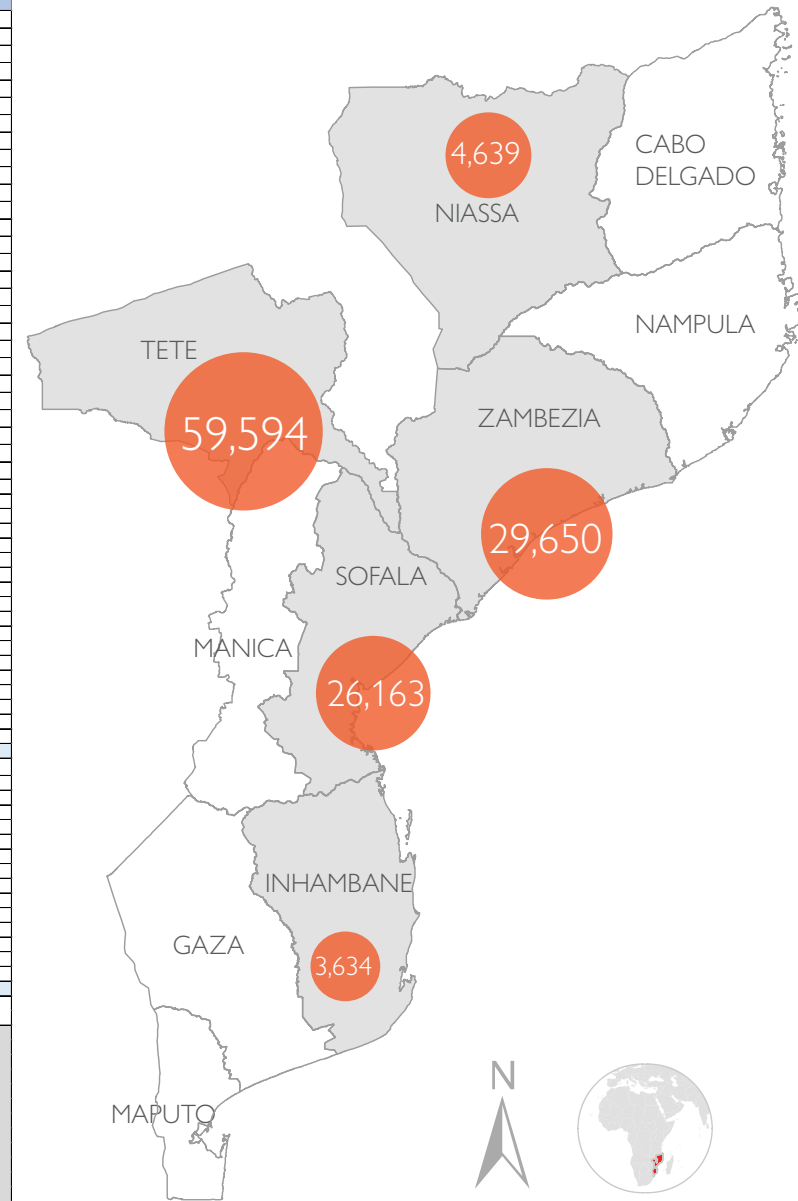 4,639
CABO
DELGADO
NIASSA
NAMPULA
TETE
ZAMBEZIA
59,594
29,650
SOFALA
MANICA
26,163
INHAMBANE
GAZA
3,634
N
MAPUTO